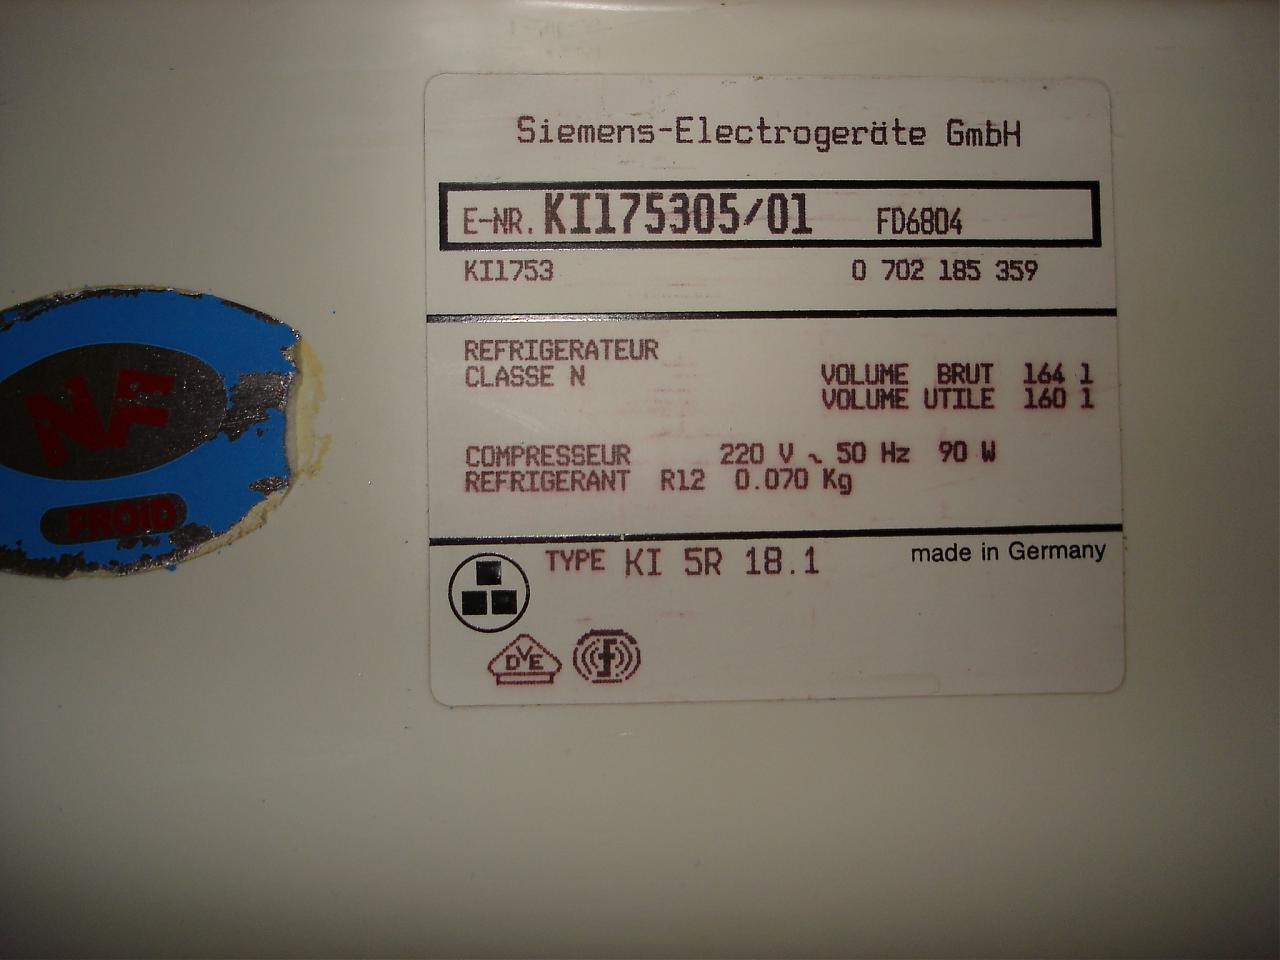 Siemens-Electrogeräte GmbH
E-NR. KI175305/01 FD6804
KI1753 0 702 185 359
REFRIGERATEUR
CLASSE N VOLUME BRUT 164 l
VOLUME UTILE 160 l
COMPRESSEUR 220 V ~ 50 Hz 90 W
REFRIGERANT R12 0.070 Kg
TYPE KI 5R 18.1 made in Germany
DVE
NF
FROID